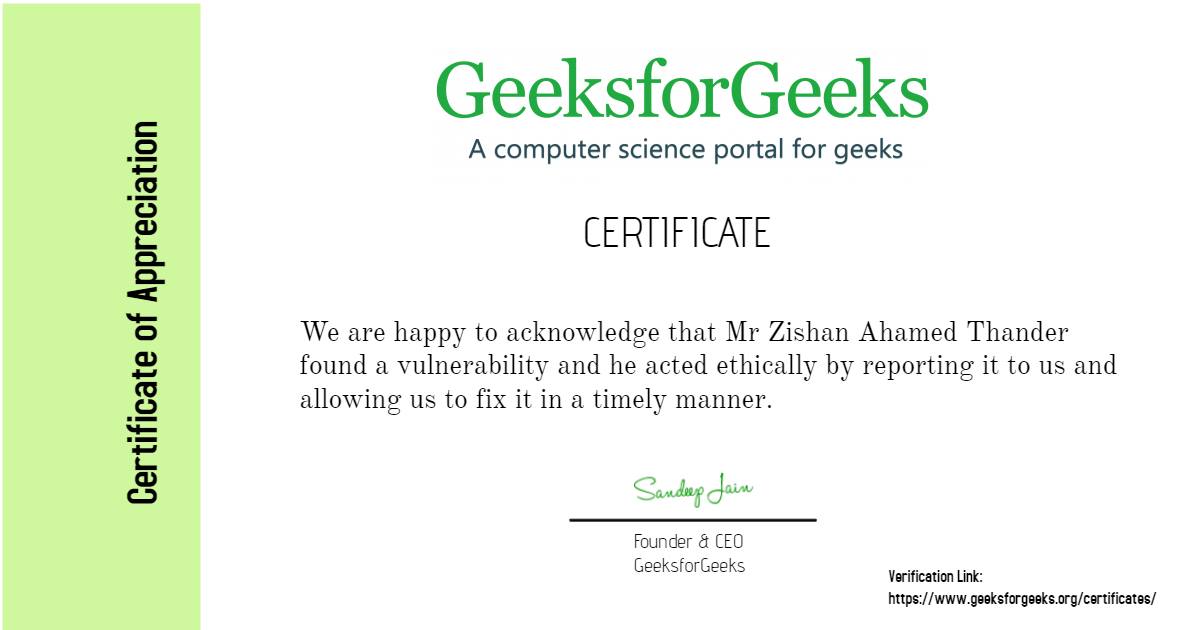 Certificate of Appreciation
GeeksforGeeks
A computer science portal for geeks
CERTIFICATE
We are happy to acknowledge that Mr Zishan Ahamed Thander
found a vulnerability and he acted ethically by reporting it to us and
allowing us to fix it in a timely manner.
Sandeep Jain
Founder & CEO
GeeksforGeeks
Verification Link:
https://www.geeksforgeeks.org/certificates/